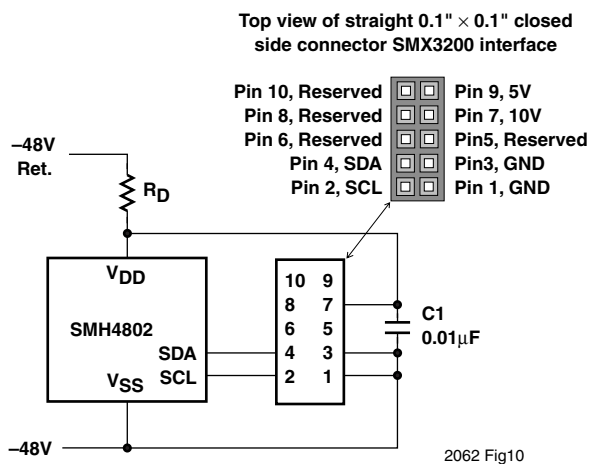 Top view of straight 0.1" × 0.1" closed
side connector SMX3200 interface
Pin 10, Reserved
Pin 9, 5V
Pin 8, Reserved
Pin 7, 10V
Pin 6, Reserved
Pin5, Reserved
Pin 4, SDA
Pin3, GND
Pin 2, SCL
Pin 1, GND
–48V
Ret.
RD
VDD
SMH4802
SDA
SCL
VSS
10 9
8 7
6 5
4 3
2 1
C1
0.01µF
–48V
2062 Fig10